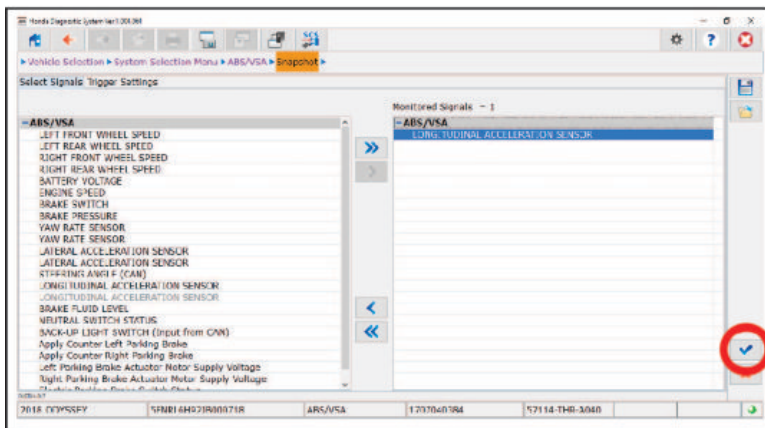 Honda Diagnostic System Ver 1.004.004
Vehicle Selection ▸ System Selection Menu ▸ ABS/VSA ▸ Snapshot ▸
Select Signals Trigger Settings
Monitored Signals - 1
ABS/VSA
LEFT FRONT WHEEL SPEED
LEFT REAR WHEEL SPEED
RIGHT FRONT WHEEL SPEED
RIGHT REAR WHEEL SPEED
BATTERY VOLTAGE
ENGINE SPEED
BRAKE SWITCH
BRAKE PRESSURE
YAW RATE SENSOR
YAW RATE SENSOR
LATERAL ACCELERATION SENSOR
LATERAL ACCELERATION SENSOR
STEERING ANGLE (CAN)
LONGITUDINAL ACCELERATION SENSOR
LONGITUDINAL ACCELERATION SENSOR
BRAKE FLUID LEVEL
NEUTRAL SWITCH STATUS
BACK-UP LIGHT SWITCH (Input from CAN)
Apply Counter Left Parking Brake
Apply Counter Right Parking Brake
Left Parking Brake Actuator Motor Supply Voltage
Right Parking Brake Actuator Motor Supply Voltage
ABS/VSA
LONGITUDINAL ACCELERATION SENSOR
2018 ODYSSEY ABS/VSA 1707040384 57114-THR-A040